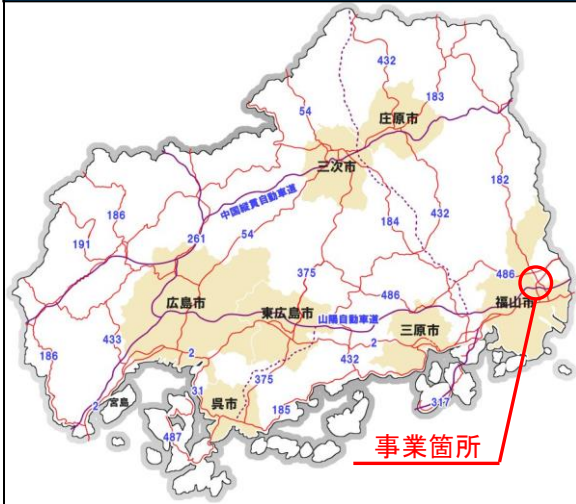 432
54
183
庄原市
三次市
182
中国縦貫自動車道
186
191
261
54
184
432
375
486
486
広島市
東広島市
山陽自動車道
福山市
三原市
186
433
2
2
432
375
31
185
2
宮島
呉市
317
487
事業箇所